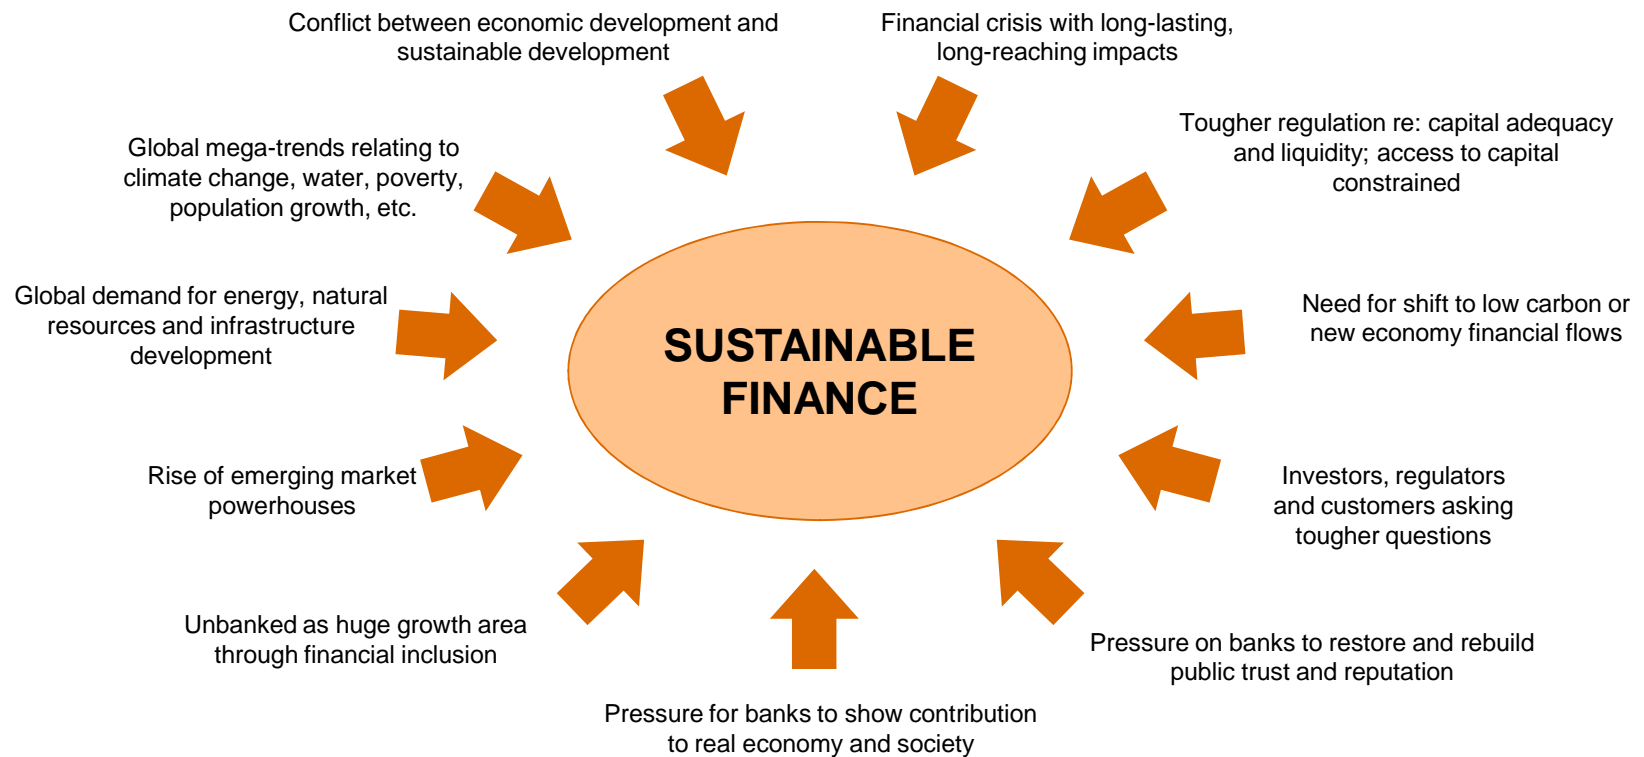 Conflict between economic development and
sustainable development
Financial crisis with long-lasting,
long-reaching impacts
Tougher regulation re: capital adequacy
and liquidity; access to capital
constrained
Global mega-trends relating to
climate change, water, poverty,
population growth, etc.
Global demand for energy, natural
resources and infrastructure
development
Need for shift to low carbon or
new economy financial flows
SUSTAINABLE
FINANCE
Rise of emerging market
powerhouses
Investors, regulators
and customers asking
tougher questions
Unbanked as huge growth area
through financial inclusion
Pressure on banks to restore and rebuild
public trust and reputation
Pressure for banks to show contribution
to real economy and society